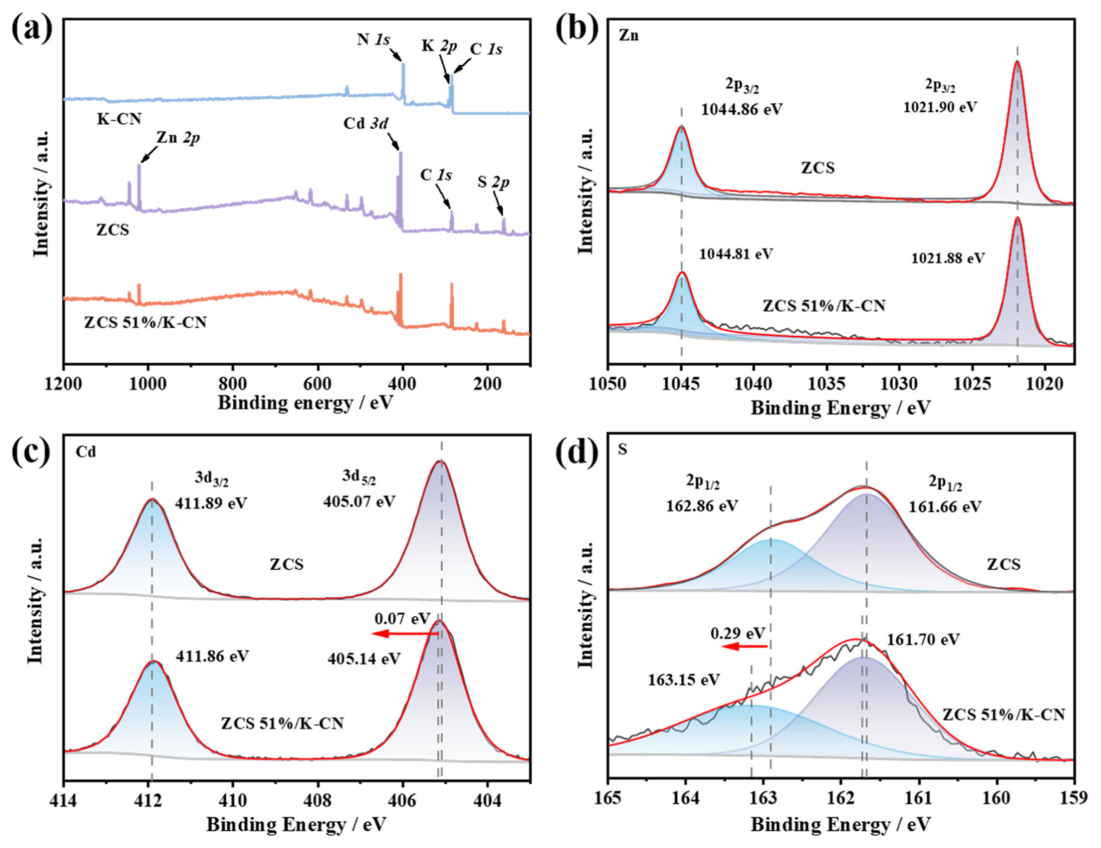 (a)
N 1s
K 2p
C 1s
K-CN
Zn 2p
Cd 3d
C 1s
S 2p
ZCS
ZCS 51%/K-CN
Intensity / a.u.
1200 1000 800 600 400 200
Binding energy / eV
(b)
Zn
2p3/2
1044.86 eV
2p3/2
1021.90 eV
ZCS
1044.81 eV
1021.88 eV
ZCS 51%/K-CN
Intensity / a.u.
1050 1045 1040 1035 1030 1025 1020
Binding Energy / eV
(c)
Cd
3d3/2
411.89 eV
3d5/2
405.07 eV
ZCS
0.07 eV
411.86 eV
405.14 eV
ZCS 51%/K-CN
Intensity / a.u.
414 412 410 408 406 404
Binding Energy / eV
(d)
S
2p1/2
162.86 eV
2p1/2
161.66 eV
ZCS
0.29 eV
161.70 eV
163.15 eV
ZCS 51%/K-CN
Intensity / a.u.
165 164 163 162 161 160 159
Binding Energy / eV